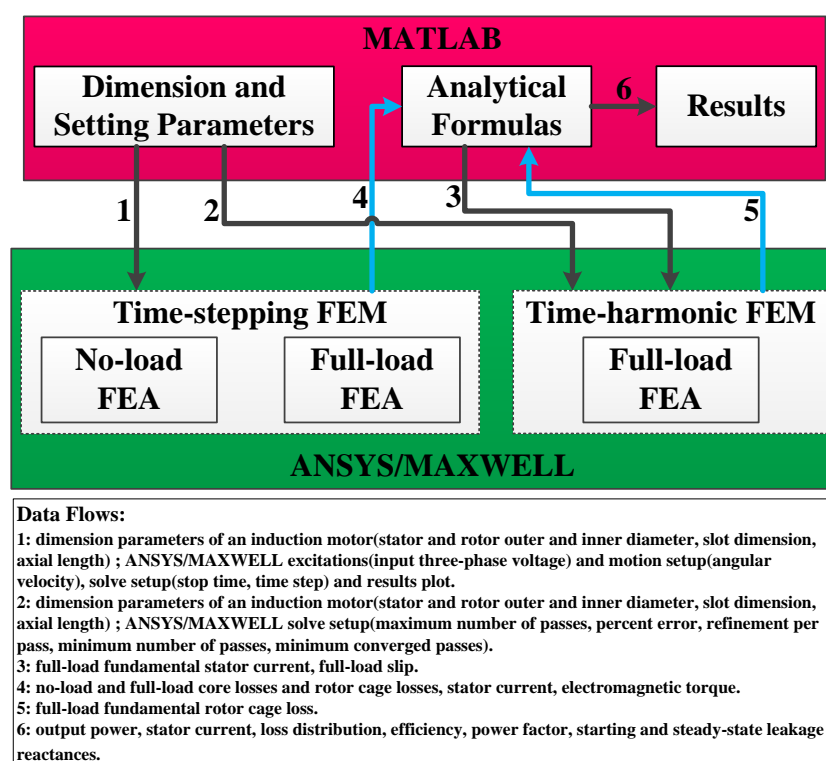 MATLAB
Dimension and
Setting Parameters
Analytical
Formulas
6
Results
1
2
4
3
5
Time-stepping FEM
No-load
FEA
Full-load
FEA
Time-harmonic FEM
Full-load
FEA
ANSYS/MAXWELL
Data Flows:
1: dimension parameters of an induction motor(stator and rotor outer and inner diameter, slot dimension,
axial length) ; ANSYS/MAXWELL excitations(input three-phase voltage) and motion setup(angular
velocity), solve setup(stop time, time step) and results plot.
2: dimension parameters of an induction motor(stator and rotor outer and inner diameter, slot dimension,
axial length) ; ANSYS/MAXWELL solve setup(maximum number of passes, percent error, refinement per
pass, minimum number of passes, minimum converged passes).
3: full-load fundamental stator current, full-load slip.
4: no-load and full-load core losses and rotor cage losses, stator current, electromagnetic torque.
5: full-load fundamental rotor cage loss.
6: output power, stator current, loss distribution, efficiency, power factor, starting and steady-state leakage
reactances.